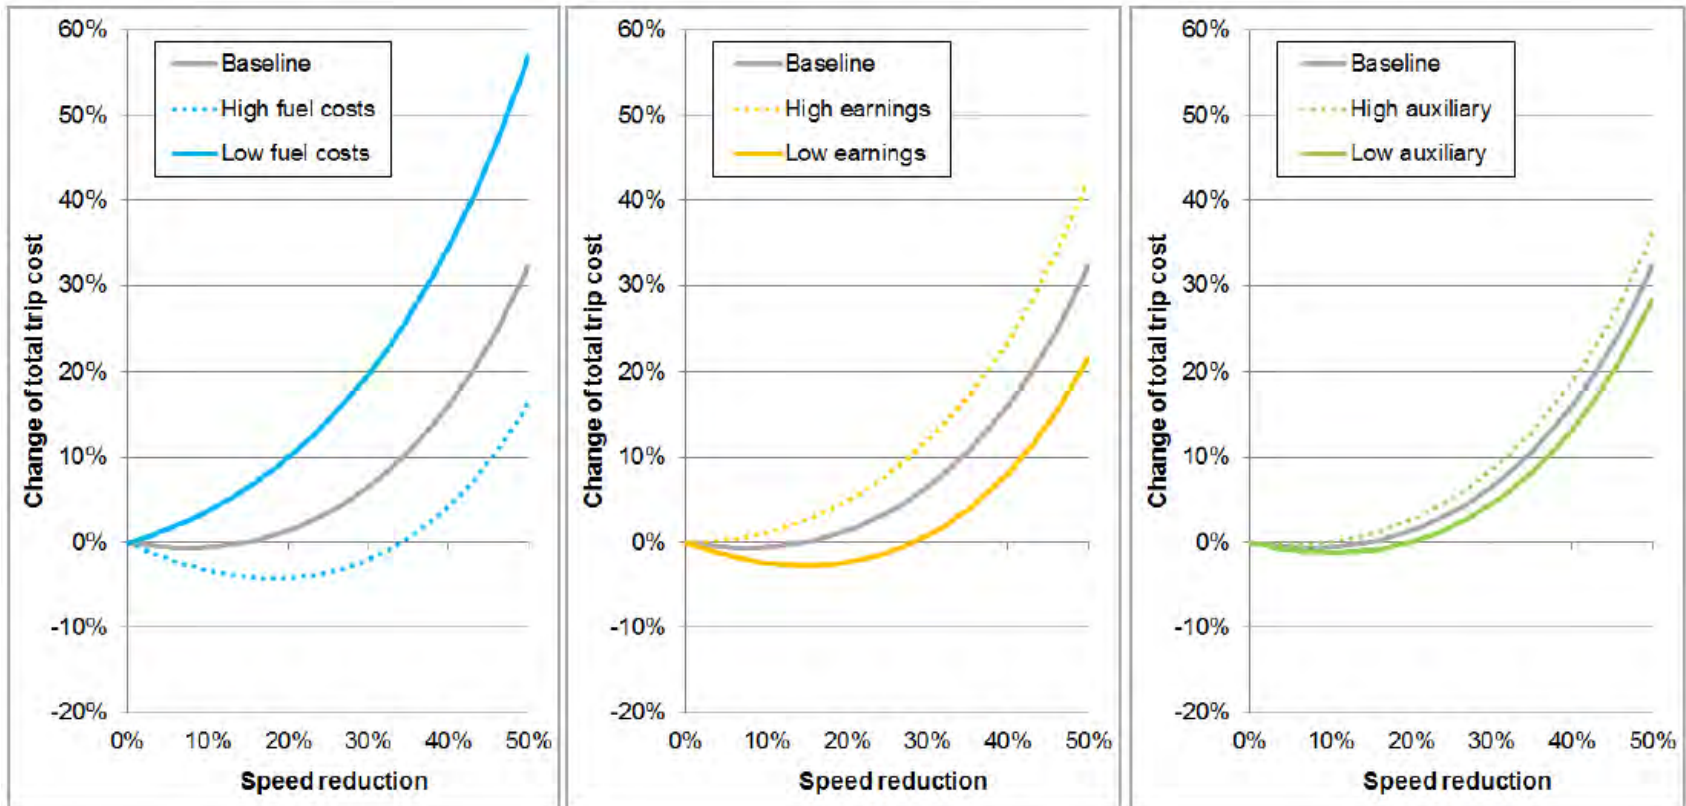 60%
50%
40%
30%
20%
10%
0%
-10%
-20%
Change of total trip cost
Baseline
High fuel costs
Low fuel costs
0% 10% 20% 30% 40% 50%
Speed reduction
60%
50%
40%
30%
20%
10%
0%
-10%
-20%
Change of total trip cost
Baseline
High earnings
Low earnings
0% 10% 20% 30% 40% 50%
Speed reduction
60%
50%
40%
30%
20%
10%
0%
-10%
-20%
Change of total trip cost
Baseline
High auxiliary
Low auxiliary
0% 10% 20% 30% 40% 50%
Speed reduction